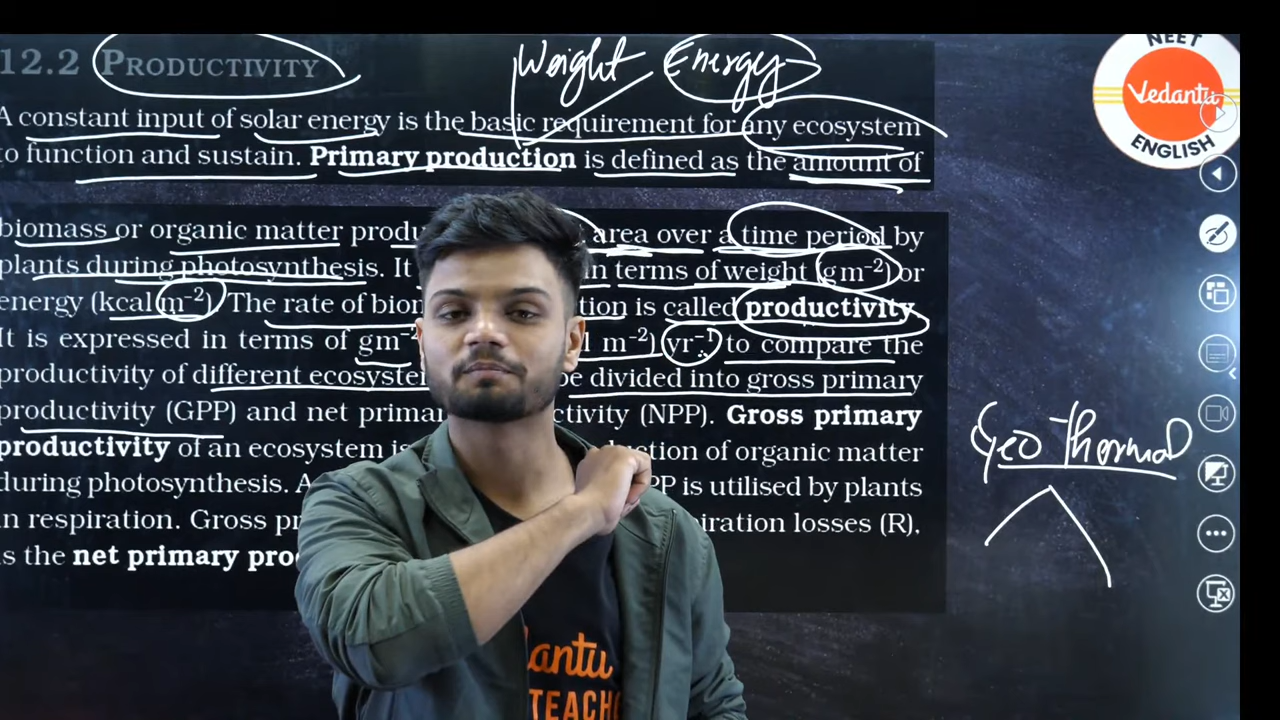 Weight Energy
NEET
Vedantu
ENGLISH
12.2 PRODUCTIVITY
A constant input of solar energy is the basic requirement for any ecosystem
to function and sustain. Primary production is defined as the amount of
biomass or organic matter produ area over a time period by
plants during photosynthesis. It in terms of weight (g m⁻²) or
energy (kcal m⁻²). The rate of bion tion is called productivity.
It is expressed in terms of gm⁻² l m⁻²) yr⁻¹ to compare the
productivity of different ecosyste be divided into gross primary
productivity (GPP) and net primar ctivity (NPP). Gross primary
productivity of an ecosystem is ction of organic matter
during photosynthesis. A PP is utilised by plants
in respiration. Gross pr piration losses (R),
is the net primary pro
Geo thermal
antu
TEACH